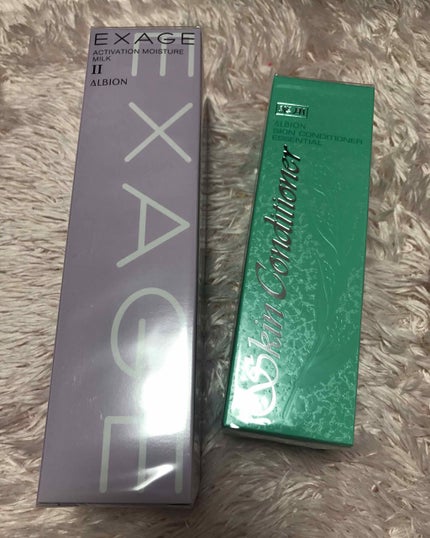 EXAGE
ACTIVATION MOISTURE
MILK
II
ALBION
EXAGE
ALBION
SKIN CONDITIONER
ESSENTIAL
Skin Conditioner